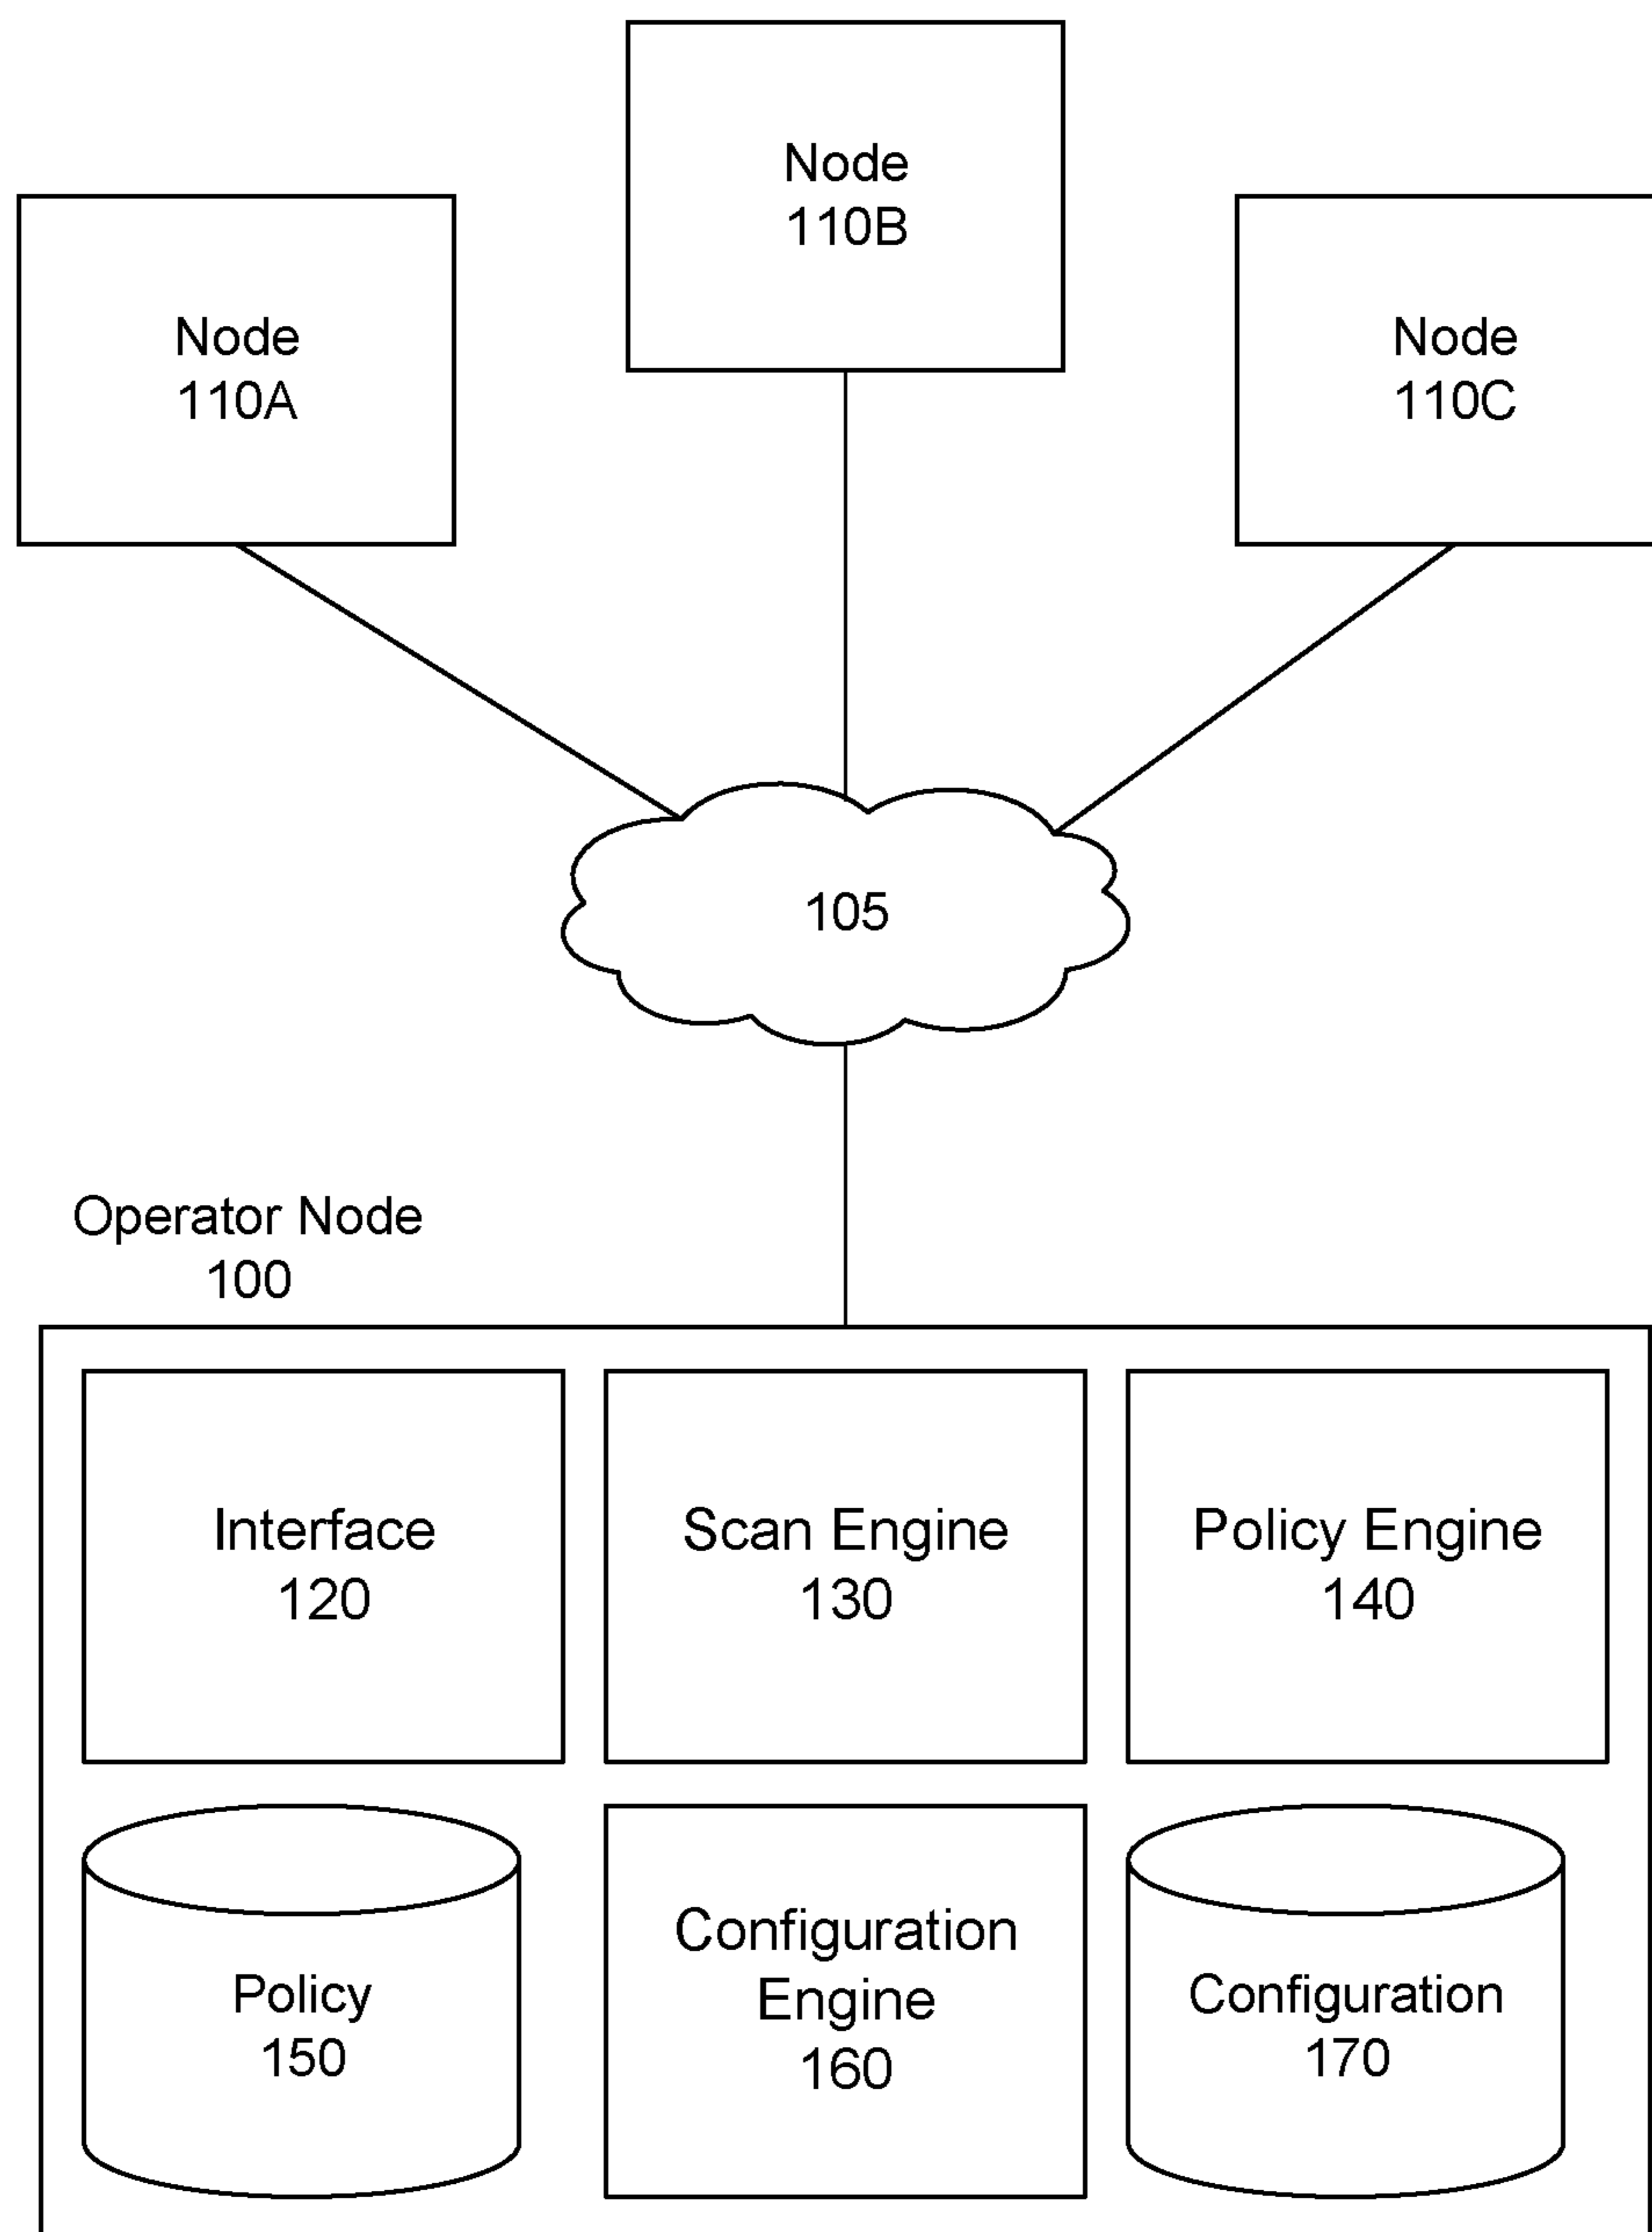 Node
110B
Node
110A
Node
110C
105
Operator Node
100
Interface
120
Scan Engine
130
Policy Engine
140
Policy
150
Configuration
Engine
160
Configuration
170